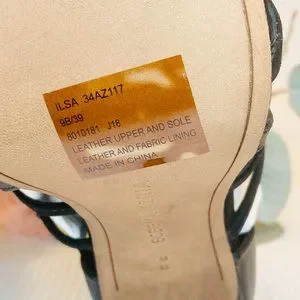 ILSA 34AZ117
9B/39
8010181 J18
LEATHER UPPER AND SOLE
LEATHER AND FABRIC LINING
MADE IN CHINA